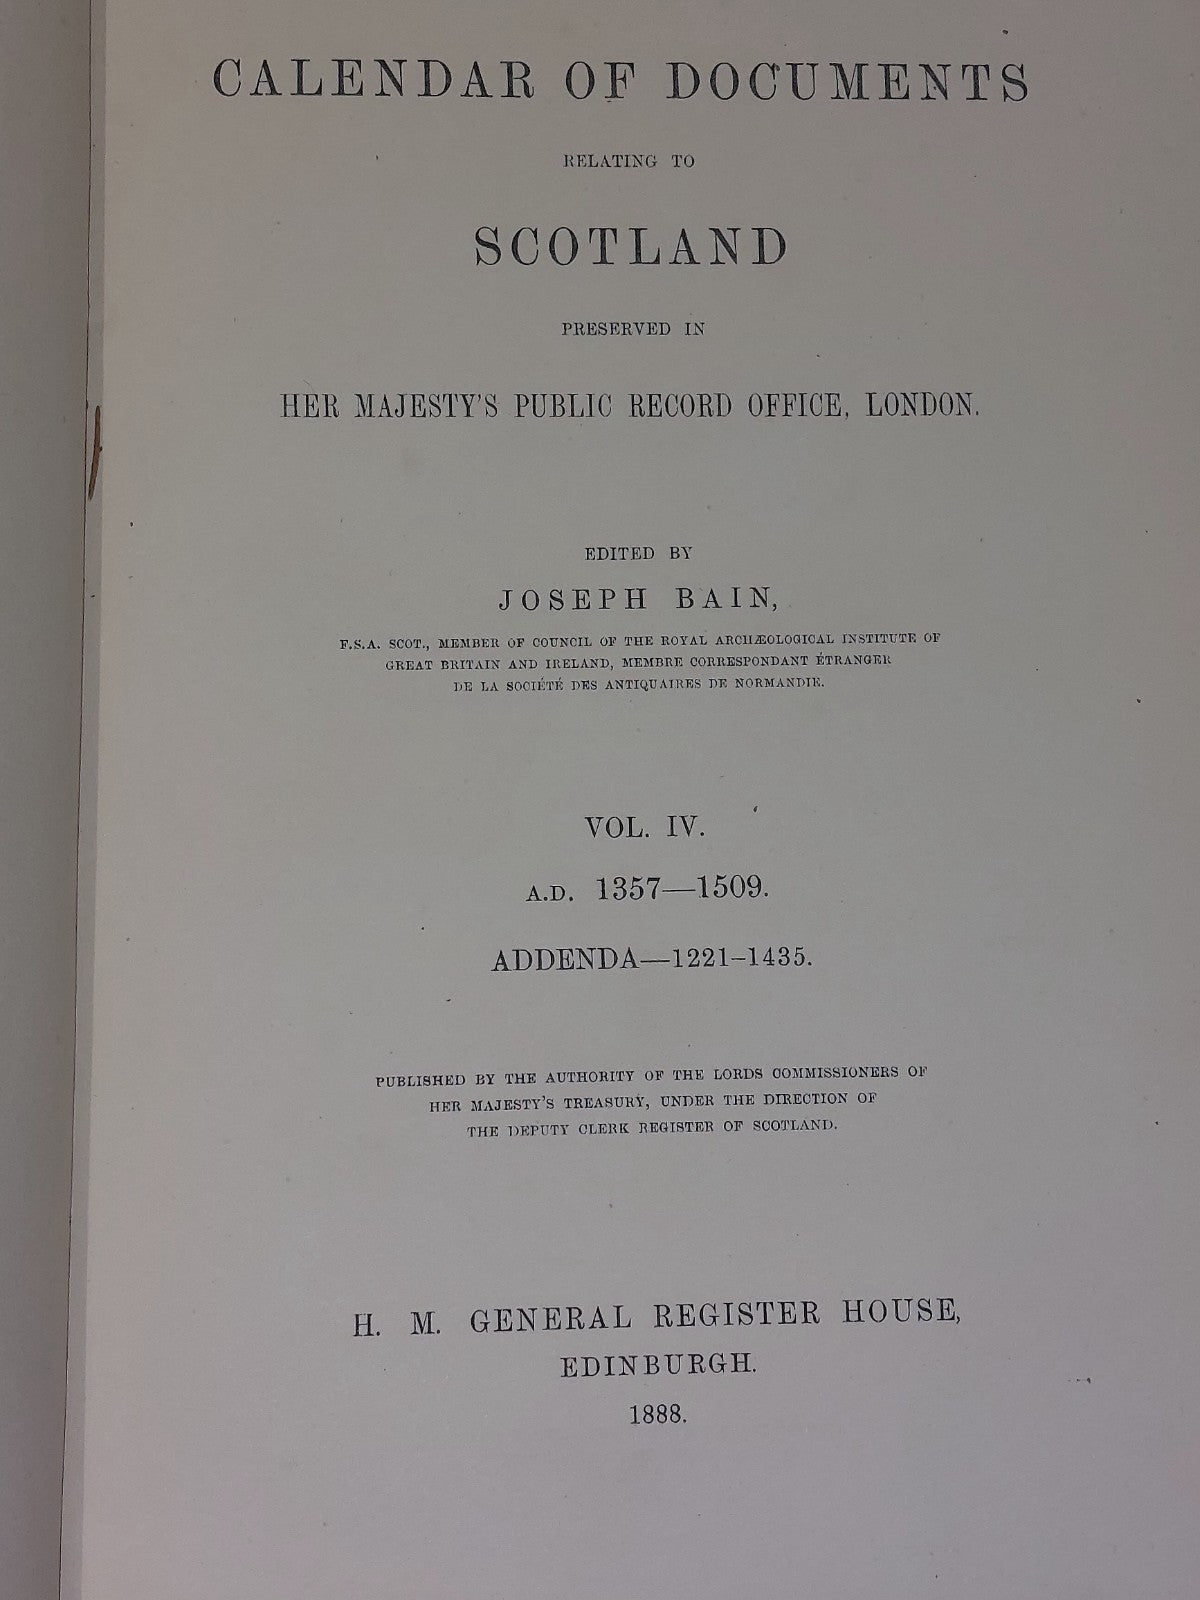 CALENDAR OF DOCUMENTS
RELATING TO
SCOTLAND
PRESERVED IN
HER MAJESTY'S PUBLIC RECORD OFFICE, LONDON.
EDITED BY
JOSEPH BAIN,
F.S.A. SCOT., MEMBER OF COUNCIL OF THE ROYAL ARCHÆOLOGICAL INSTITUTE OF
GREAT BRITAIN AND IRELAND, MEMBRE CORRESPONDANT ÉTRANGER
DE LA SOCIÉTÉ DES ANTIQUAIRES DE NORMANDIE.
VOL. IV.
A.D. 1357—1509.
ADDENDA—1221–1435.
PUBLISHED BY THE AUTHORITY OF THE LORDS COMMISSIONERS OF
HER MAJESTY'S TREASURY, UNDER THE DIRECTION OF
THE DEPUTY CLERK REGISTER OF SCOTLAND.
H. M. GENERAL REGISTER HOUSE,
EDINBURGH.
1888.